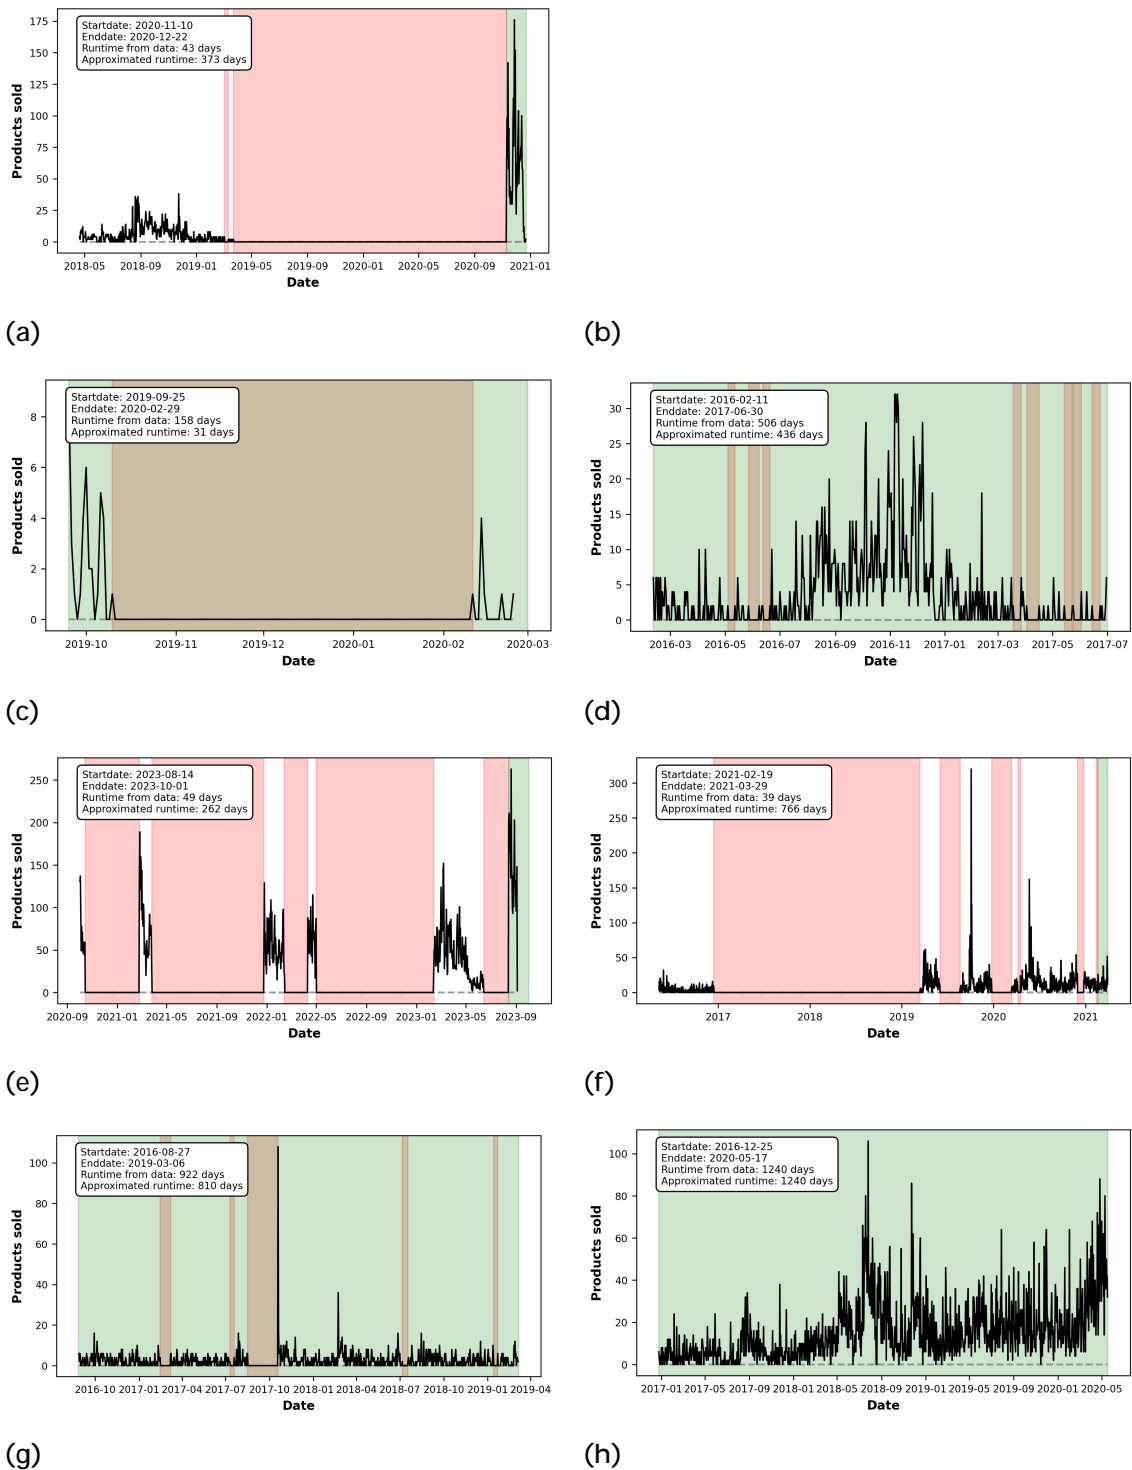 Startdate: 2020-11-10
Enddate: 2020-12-22
Runtime from data: 43 days
Approximated runtime: 373 days
Products sold
175
150
125
100
75
50
25
0
2018-05 2018-09 2019-01 2019-05 2019-09 2020-01 2020-05 2020-09 2021-01
Date
(a)
(b)
Startdate: 2019-09-25
Enddate: 2020-02-29
Runtime from data: 158 days
Approximated runtime: 31 days
Products sold
8
6
4
2
0
2019-10 2019-11 2019-12 2020-01 2020-02 2020-03
Date
(c)
Startdate: 2016-02-11
Enddate: 2017-06-30
Runtime from data: 506 days
Approximated runtime: 436 days
Products sold
30
25
20
15
10
5
0
2016-03 2016-05 2016-07 2016-09 2016-11 2017-01 2017-03 2017-05 2017-07
Date
(d)
Startdate: 2023-08-14
Enddate: 2023-10-01
Runtime from data: 49 days
Approximated runtime: 262 days
Products sold
250
200
150
100
50
0
2020-09 2021-01 2021-05 2021-09 2022-01 2022-05 2022-09 2023-01 2023-05 2023-09
Date
(e)
Startdate: 2021-02-19
Enddate: 2021-03-29
Runtime from data: 39 days
Approximated runtime: 766 days
Products sold
300
250
200
150
100
50
0
2017 2018 2019 2020 2021
Date
(f)
Startdate: 2016-08-27
Enddate: 2019-03-06
Runtime from data: 922 days
Approximated runtime: 810 days
Products sold
100
80
60
40
20
0
2016-10 2017-01 2017-04 2017-07 2017-10 2018-01 2018-04 2018-07 2018-10 2019-01 2019-04
Date
(g)
Startdate: 2016-12-25
Enddate: 2020-05-17
Runtime from data: 1240 days
Approximated runtime: 1240 days
Products sold
100
80
60
40
20
0
2017-01 2017-05 2017-09 2018-01 2018-05 2018-09 2019-01 2019-05 2019-09 2020-01 2020-05
Date
(h)